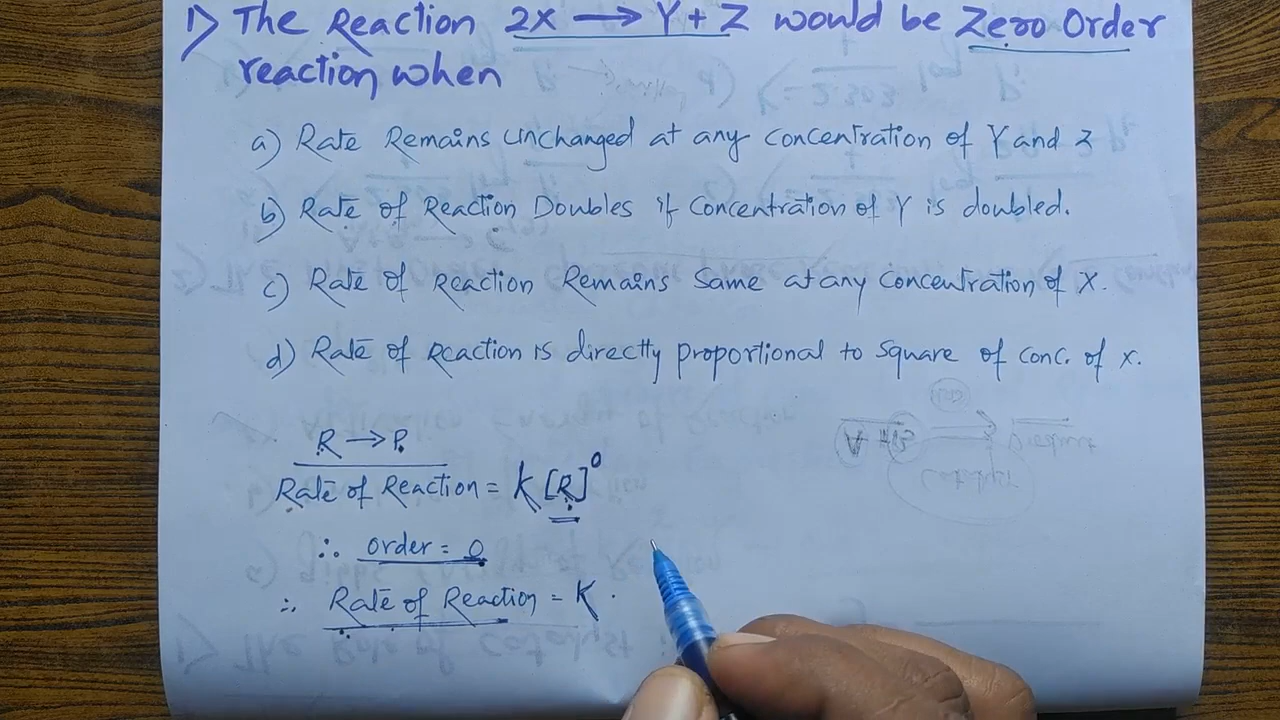 1) The Reaction 2X → Y + Z would be Zero Order
reaction when
a) Rate Remains Unchanged at any Concentration of Y and Z
b) Rate of Reaction Doubles if Concentration of Y is doubled.
c) Rate of Reaction Remains Same at any Concentration of X.
d) Rate of Reaction is directly proportional to Square of Conc. of X.
R → P
Rate of Reaction = K [R]⁰
∴ order = 0
∴ Rate of Reaction = K.